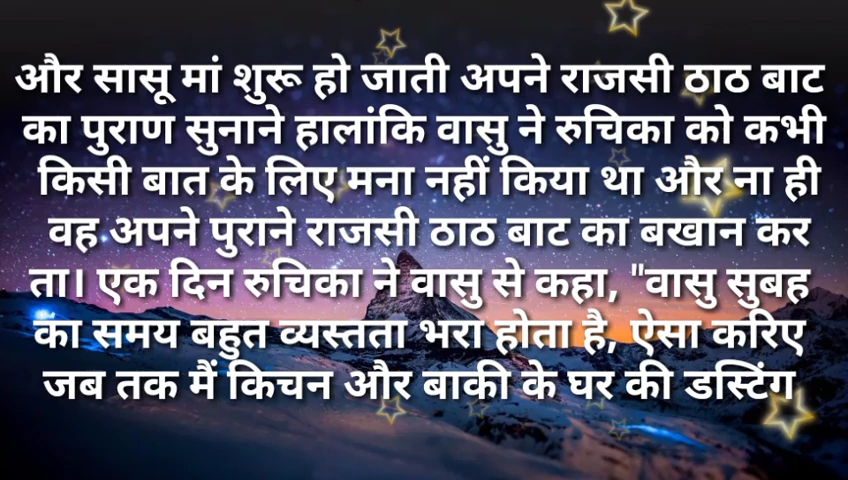 और सासू मां शुरू हो जाती अपने राजसी ठाठ बाट
का पुराण सुनाने हालांकि वासु ने रुचिका को कभी
किसी बात के लिए मना नहीं किया था और ना ही
वह अपने पुराने राजसी ठाठ बाट का बखान कर
ता। एक दिन रुचिका ने वासु से कहा, "वासु सुबह
का समय बहुत व्यस्तता भरा होता है, ऐसा करिए
जब तक मैं किचन और बाकी के घर की डस्टिंग